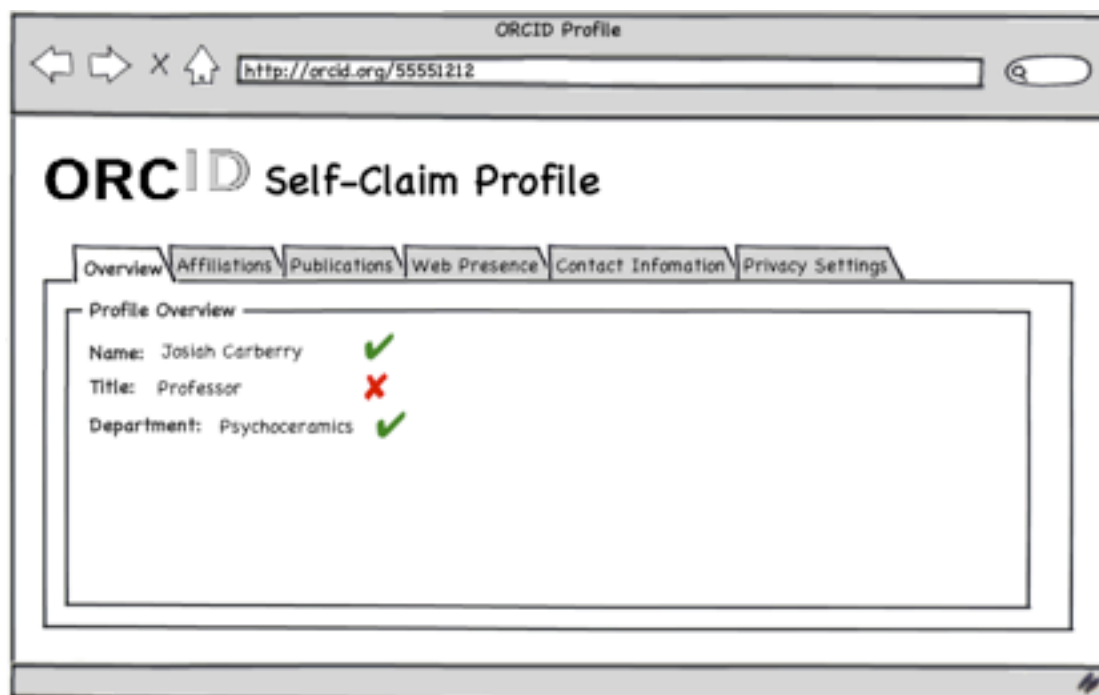 ORCID Profile
http://orcid.org/55551212
ORCID Self-Claim Profile
Overview Affiliations Publications Web Presence Contact Infomation Privacy Settings
Profile Overview
Name: Josiah Carberry
Title: Professor
Department: Psychoceramics